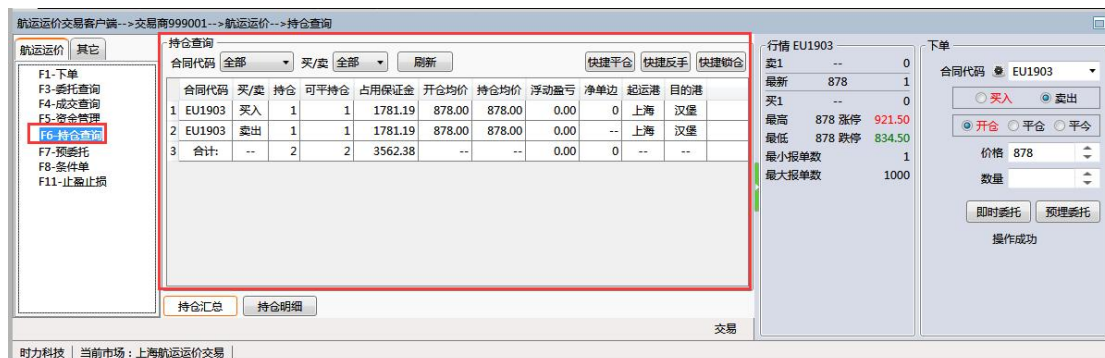 航运运价交易客户端-->交易商999001-->航运运价-->持仓查询
航运运价 其它
F1-下单
F3-委托查询
F4-成交查询
F5-资金管理
F6-持仓查询
F7-预委托
F8-条件单
F11-止盈止损
持仓查询
合同代码 全部 买/卖 全部 刷新 快捷平仓 快捷反手 快捷锁仓
合同代码 买/卖 持仓 可平持仓 占用保证金 开仓均价 持仓均价 浮动盈亏 净单边 起运港 目的港
1 EU1903 买入 1 1 1781.19 878.00 878.00 0.00 0 上海 汉堡
2 EU1903 卖出 1 1 1781.19 878.00 878.00 0.00 -- 上海 汉堡
3 合计: -- 2 2 3562.38 -- -- 0.00 0 -- --
持仓汇总 持仓明细
交易
行情 EU1903
卖1 -- 0
最新 878 1
买1 -- 0
最高 878 涨停 921.50
最低 878 跌停 834.50
最小报单数 1
最大报单数 1000
下单
合同代码 EU1903
买入 卖出
开仓 平仓 平今
价格 878
数量
即时委托 预埋委托
操作成功
时力科技 当前市场：上海航运运价交易